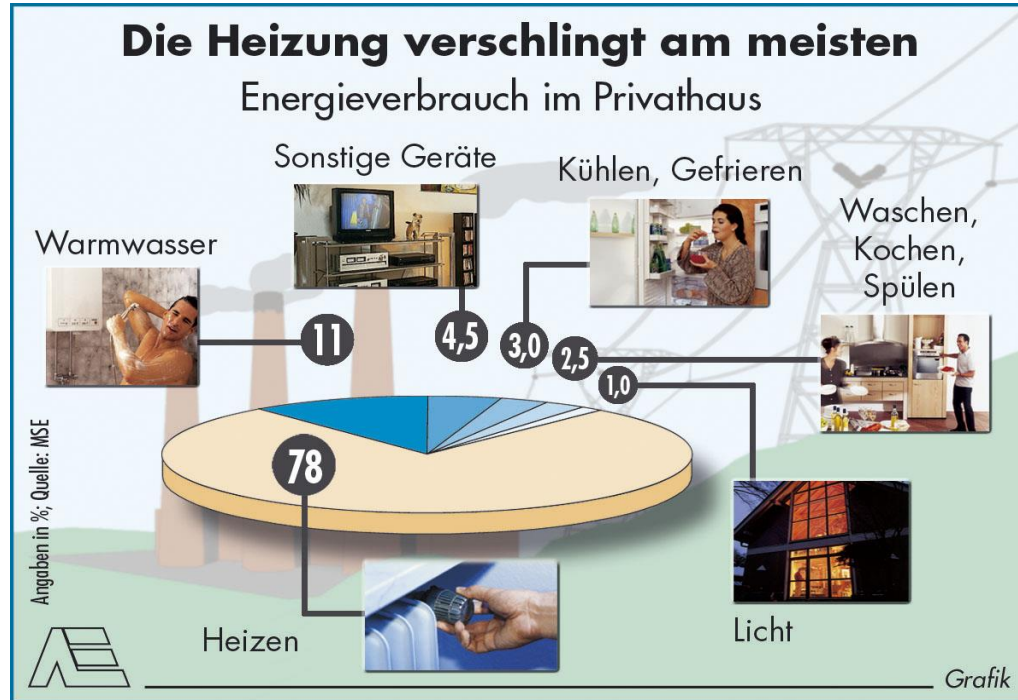 Die Heizung verschlingt am meisten
Energieverbrauch im Privathaus
Sonstige Geräte
Kühlen, Gefrieren
Waschen,
Kochen,
Spülen
Warmwasser
11
4,5
3,0
2,5
1,0
78
Angaben in %; Quelle: MSE
Heizen
Licht
AE
Grafik